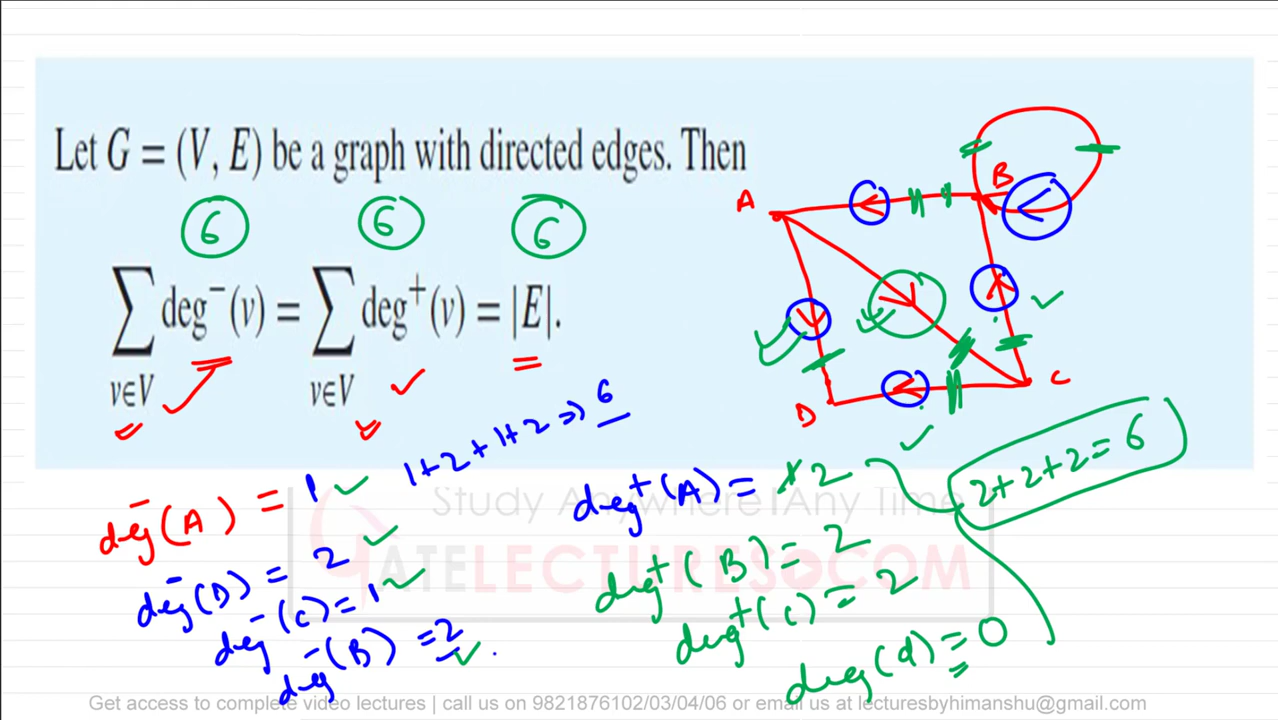 Let G = (V, E) be a graph with directed edges. Then
6 6 6
∑ deg⁻(v) = ∑ deg⁺(v) = |E|.
v∈V v∈V
A
B
C
D
1+2+1+2 ⇒ 6
2+2+2=6
deg⁻(A) = 1
deg⁻(D) = 2
deg⁻(C) = 1
deg⁻(B) = 2
deg⁺(A) = 2
deg⁺(B) = 2
deg⁺(C) = 2
deg(d) = 0
Study Anywhere Any Time
GATELECTURES.COM
Get access to complete video lectures | call us on 9821876102/03/04/06 or email us at lecturesbyhimanshu@gmail.com